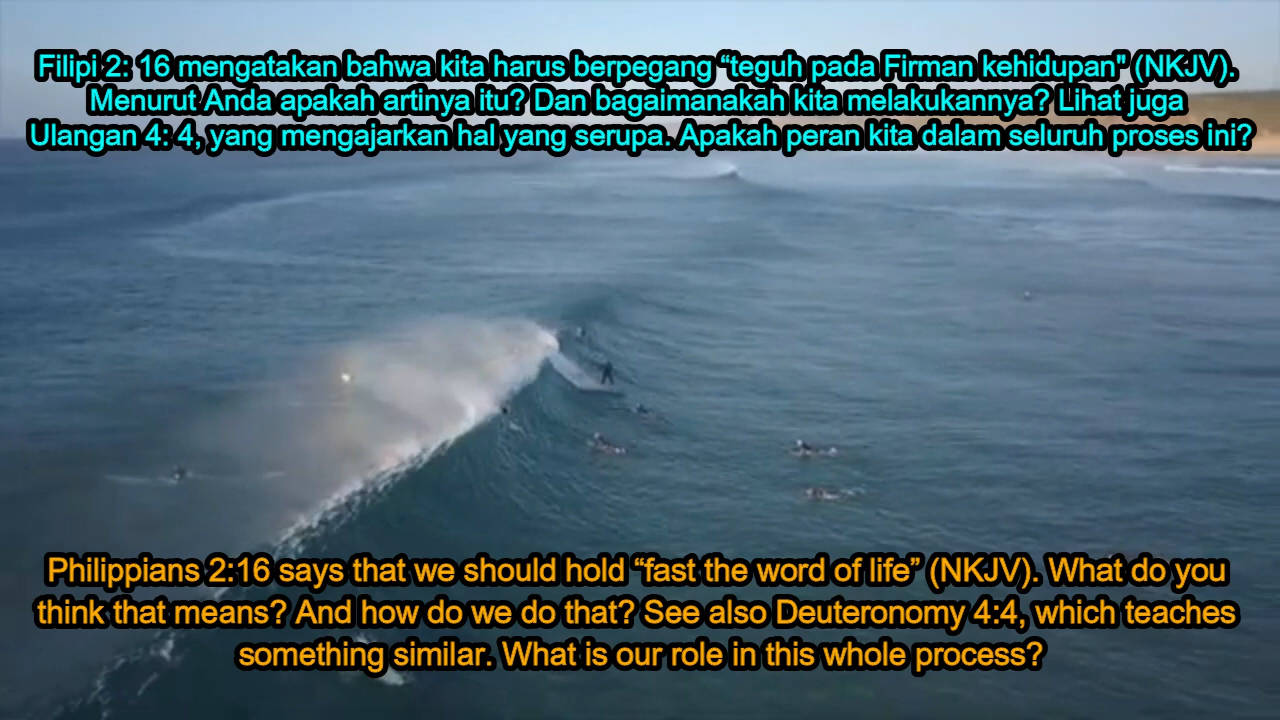 Filipi 2: 16 mengatakan bahwa kita harus berpegang “teguh pada Firman kehidupan" (NKJV).
Menurut Anda apakah artinya itu? Dan bagaimanakah kita melakukannya? Lihat juga
Ulangan 4: 4, yang mengajarkan hal yang serupa. Apakah peran kita dalam seluruh proses ini?
Philippians 2:16 says that we should hold “fast the word of life” (NKJV). What do you
think that means? And how do we do that? See also Deuteronomy 4:4, which teaches
something similar. What is our role in this whole process?